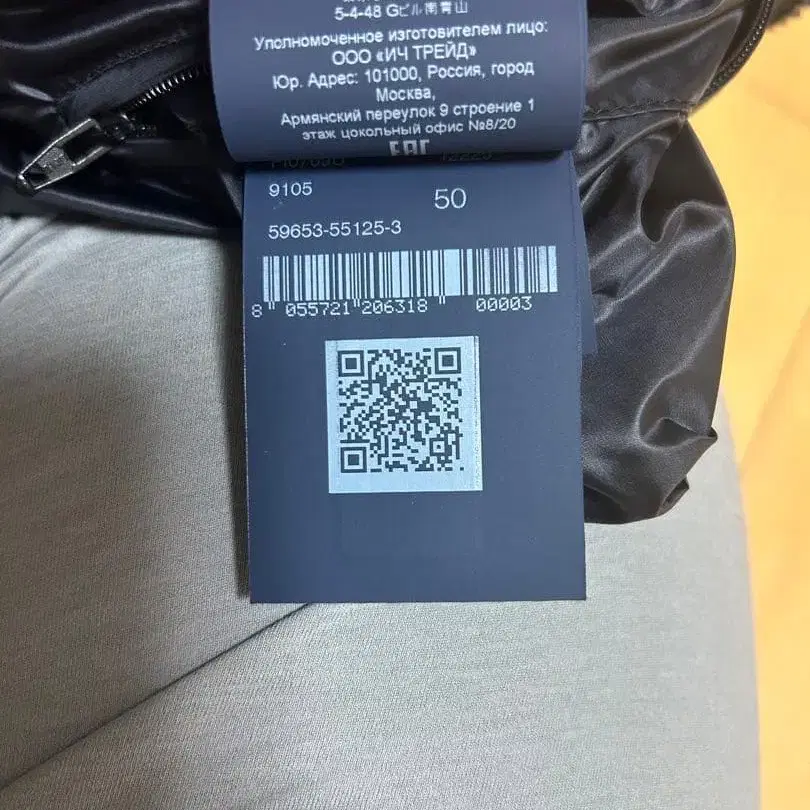 5-4-48 Gビル南青山
Уполномоченное изготовителем лицо:
ООО «ИЧ ТРЕЙД»
Юр. Адрес: 101000, Россия, город
Москва,
Армянский переулок 9 строение 1
этаж цокольный офис №8/20
EAC
9105
50
59653-55125-3
8 055721 206318 00003